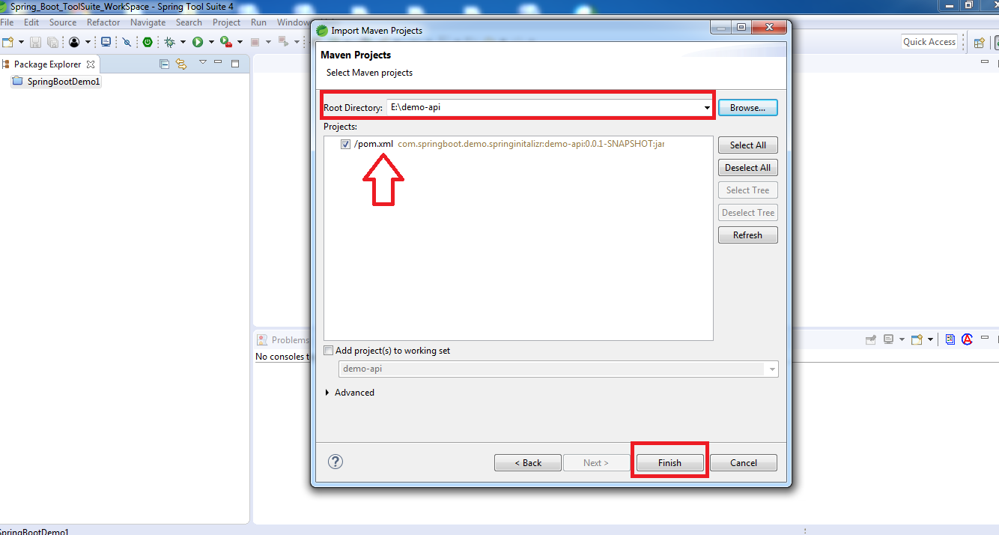 Spring_Boot_ToolSuite_WorkSpace - Spring Tool Suite 4
File Edit Source Refactor Navigate Search Project Run Window
Quick Access
Package Explorer
SpringBootDemo1
Import Maven Projects
Maven Projects
Select Maven projects
Root Directory: E:\demo-api
Browse...
Projects:
/pom.xml com.springboot.demo.springinitalizr:demo-api:0.0.1-SNAPSHOT:jar
Select All
Deselect All
Select Tree
Deselect Tree
Refresh
Add project(s) to working set
demo-api
Advanced
< Back
Next >
Finish
Cancel
Problems
No consoles t
SpringBootDemo1